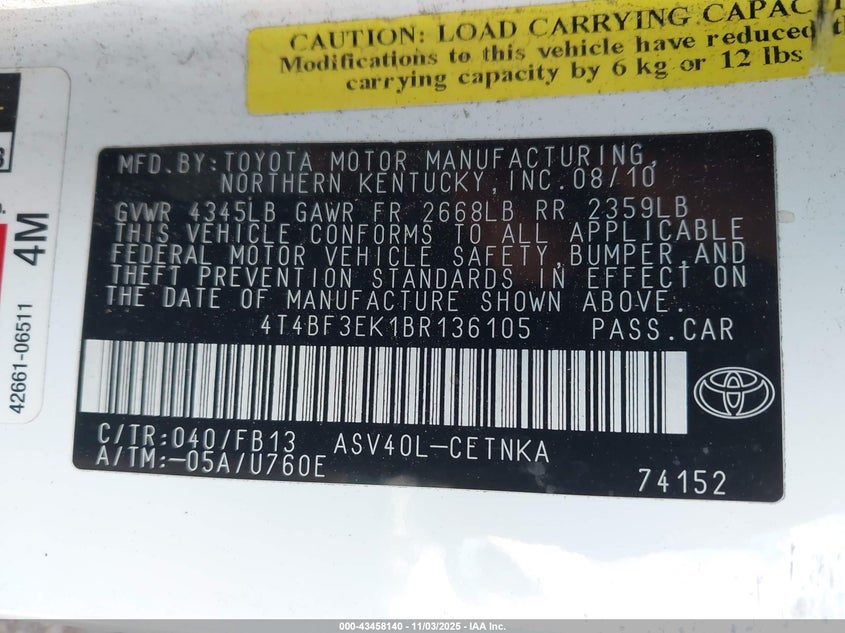 CAUTION: LOAD CARRYING CAPACI
Modifications to this vehicle have reduced th
carrying capacity by 6 kg or 12 lbs
MFD.BY:TOYOTA MOTOR MANUFACTURING,
NORTHERN KENTUCKY,INC.08/10
GVWR 4345LB GAWR FR 2668LB RR 2359LB
THIS VEHICLE CONFORMS TO ALL APPLICABLE
FEDERAL MOTOR VEHICLE SAFETY,BUMPER,AND
THEFT PREVENTION STANDARDS IN EFFECT ON
THE DATE OF MANUFACTURE SHOWN ABOVE.
4T4BF3EK1BR136105 PASS.CAR
C/TR:040/FB13 ASV40L-CETNKA
A/TM:-05A/U760E
74152
4M
42661-06511
000-43458140 - 11/03/2025 - IAA Inc.